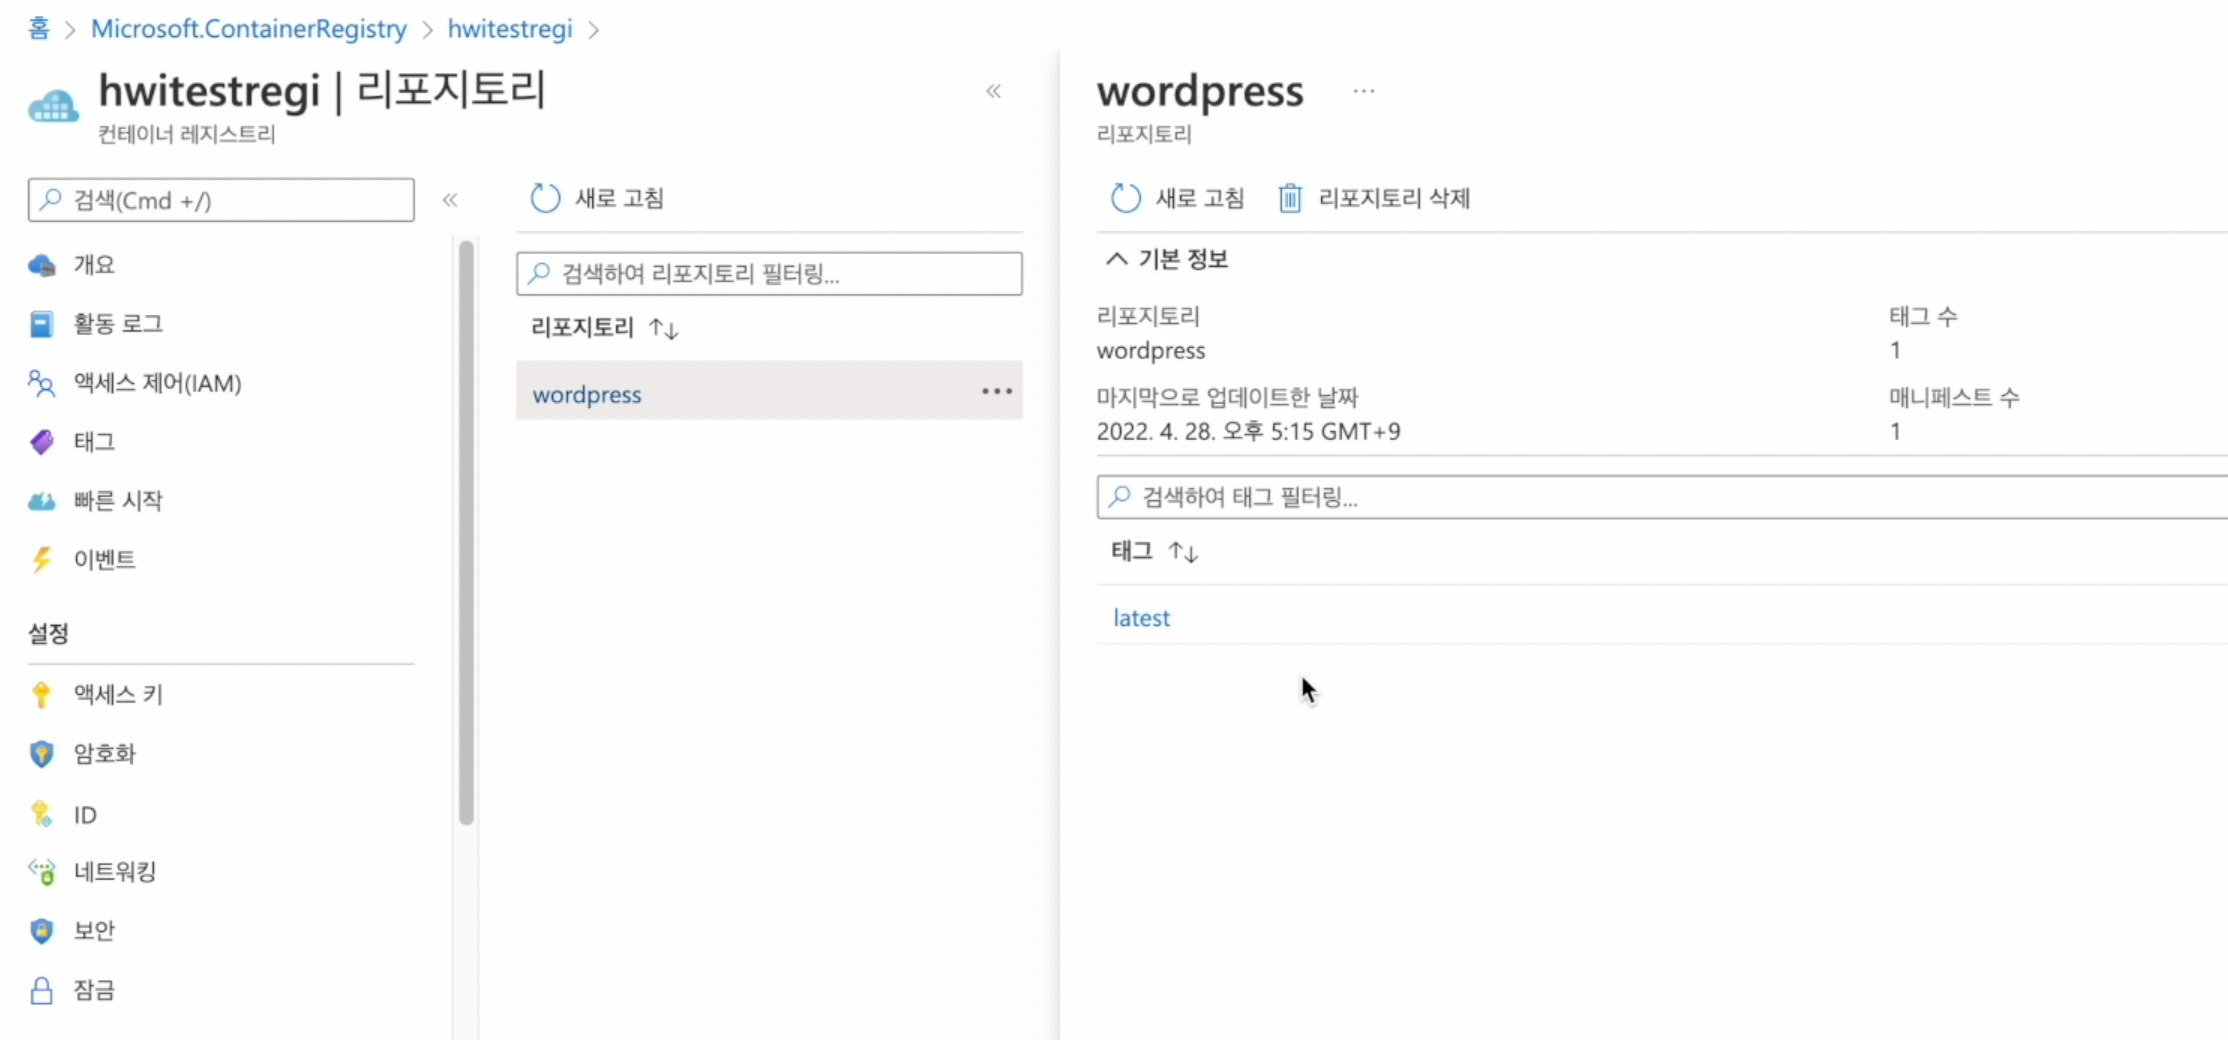 홈 > Microsoft.ContainerRegistry > hwitestregi >
hwitestregi | 리포지토리
컨테이너 레지스트리
검색(Cmd +/)
개요
활동 로그
액세스 제어(IAM)
태그
빠른 시작
이벤트
설정
액세스 키
암호화
ID
네트워킹
보안
잠금
새로 고침
검색하여 리포지토리 필터링...
리포지토리 ↑↓
wordpress ...
wordpress ...
리포지토리
새로 고침 리포지토리 삭제
기본 정보
리포지토리 태그 수
wordpress 1
마지막으로 업데이트한 날짜 매니페스트 수
2022. 4. 28. 오후 5:15 GMT+9 1
검색하여 태그 필터링...
태그 ↑↓
latest